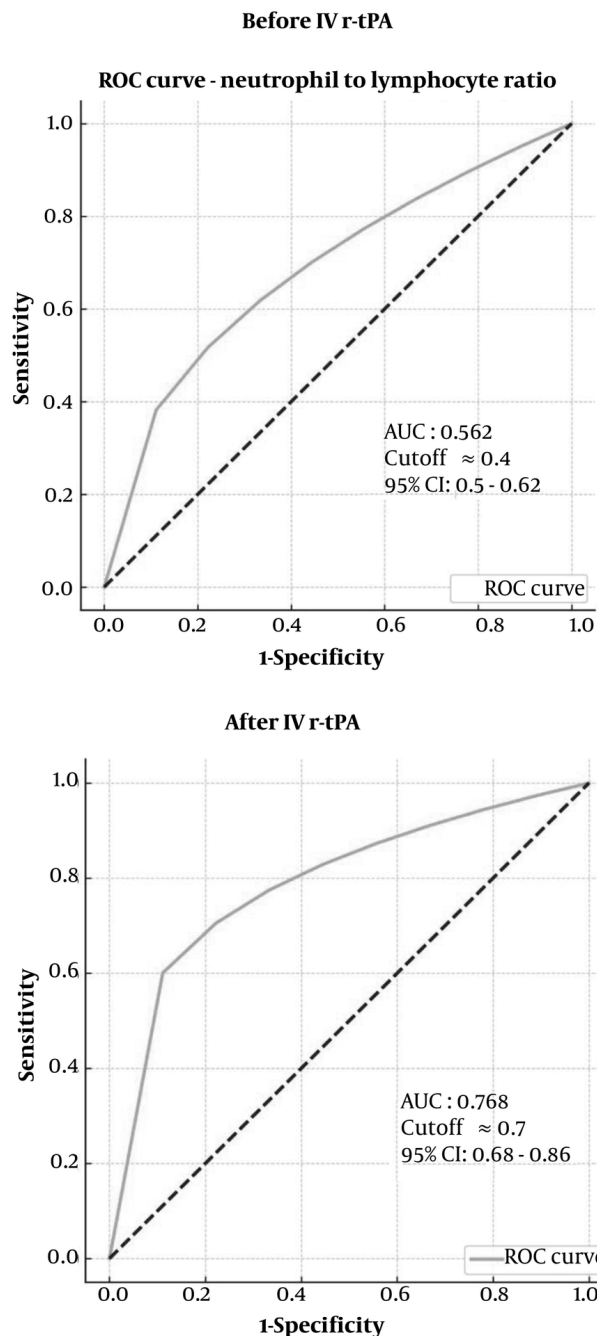 Before IV r-tPA
ROC curve - neutrophil to lymphocyte ratio
1.0
0.8
0.6
0.4
0.2
0.0
Sensitivity
AUC : 0.562
Cutoff ≈ 0.4
95% CI: 0.5 - 0.62
ROC curve
0.0 0.2 0.4 0.6 0.8 1.0
1-Specificity
After IV r-tPA
1.0
0.8
0.6
0.4
0.2
0.0
Sensitivity
AUC : 0.768
Cutoff ≈ 0.7
95% CI: 0.68 - 0.86
ROC curve
0.0 0.2 0.4 0.6 0.8 1.0
1-Specificity